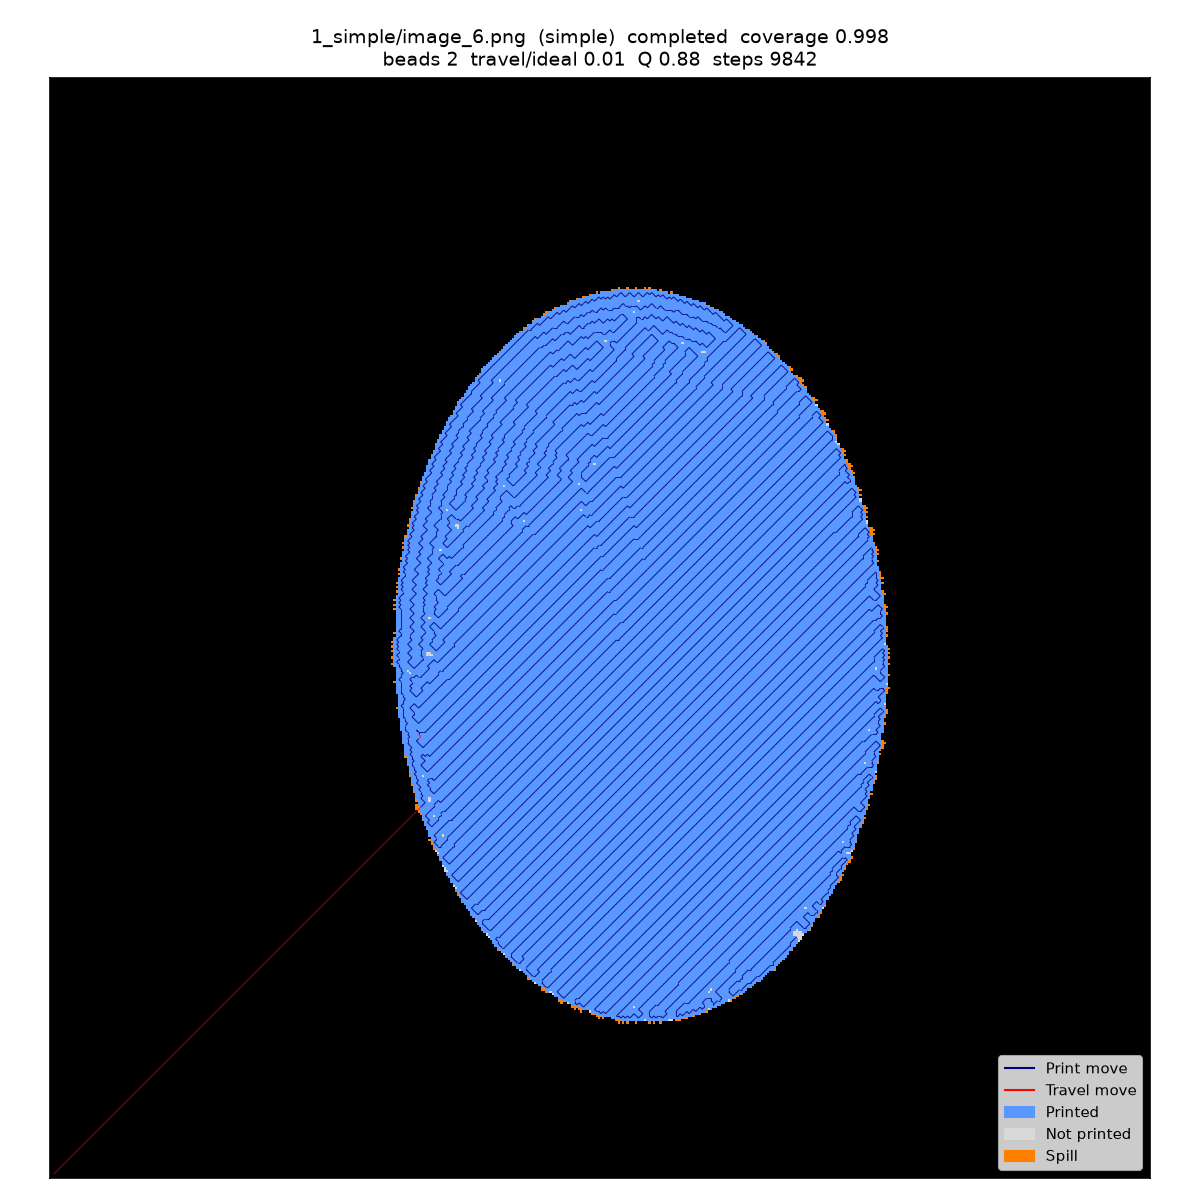 1_simple/image_6.png  (simple)  completed  coverage 0.998
beads 2  travel/ideal 0.01  Q 0.88  steps 9842
Print move
Travel move
Printed
Not printed
Spill